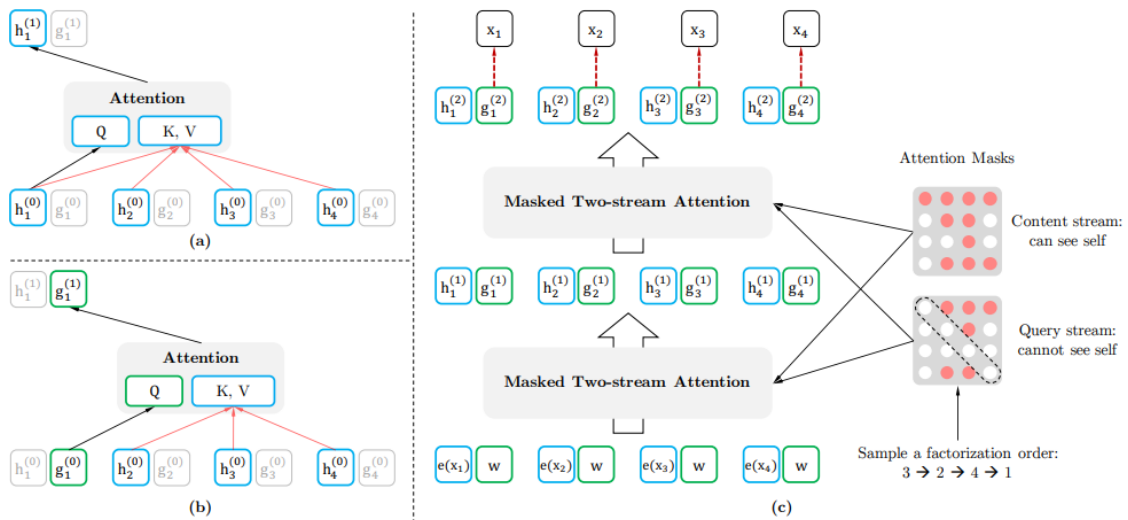 h₁⁽¹⁾ g₁⁽¹⁾
Attention
Q K, V
h₁⁽⁰⁾ g₁⁽⁰⁾ h₂⁽⁰⁾ g₂⁽⁰⁾ h₃⁽⁰⁾ g₃⁽⁰⁾ h₄⁽⁰⁾ g₄⁽⁰⁾
(a)
h₁⁽¹⁾ g₁⁽¹⁾
Attention
Q K, V
h₁⁽⁰⁾ g₁⁽⁰⁾ h₂⁽⁰⁾ g₂⁽⁰⁾ h₃⁽⁰⁾ g₃⁽⁰⁾ h₄⁽⁰⁾ g₄⁽⁰⁾
(b)
x₁ x₂ x₃ x₄
h₁⁽²⁾ g₁⁽²⁾ h₂⁽²⁾ g₂⁽²⁾ h₃⁽²⁾ g₃⁽²⁾ h₄⁽²⁾ g₄⁽²⁾
Masked Two-stream Attention
h₁⁽¹⁾ g₁⁽¹⁾ h₂⁽¹⁾ g₂⁽¹⁾ h₃⁽¹⁾ g₃⁽¹⁾ h₄⁽¹⁾ g₄⁽¹⁾
Masked Two-stream Attention
e(x₁) w e(x₂) w e(x₃) w e(x₄) w
Attention Masks
Content stream:
can see self
Query stream:
cannot see self
Sample a factorization order:
3 → 2 → 4 → 1
(c)